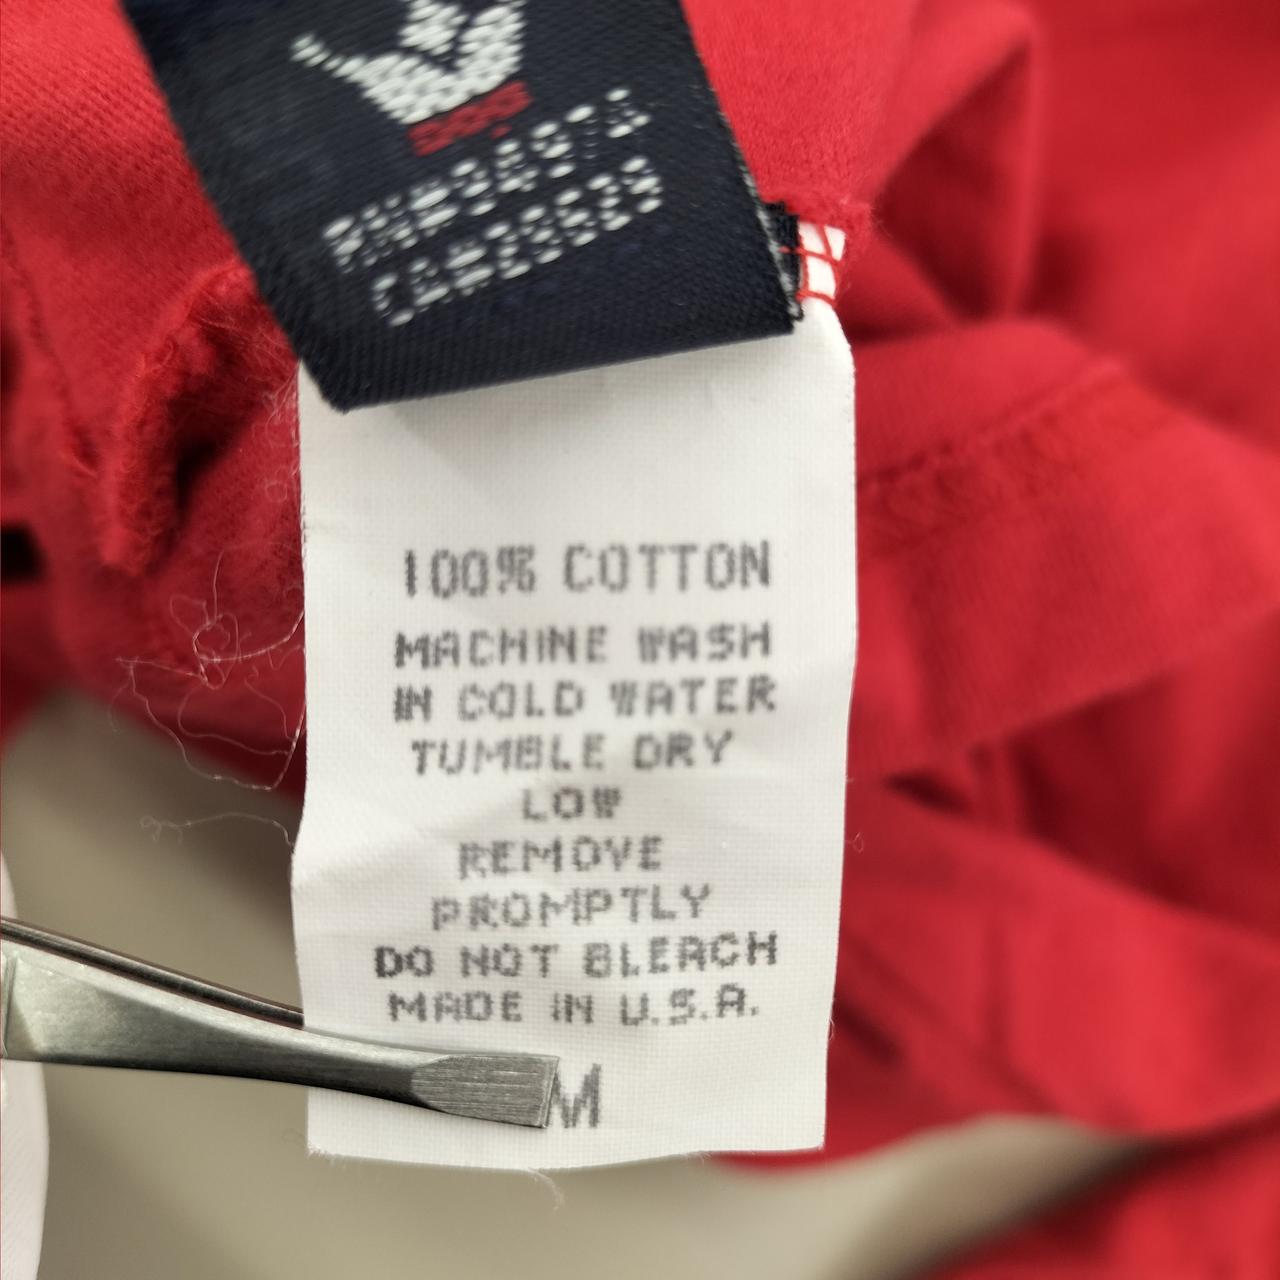 100% COTTON
MACHINE WASH
IN COLD WATER
TUMBLE DRY
LOW
REMOVE
PROMPTLY
DO NOT BLEACH
MADE IN U.S.A.
M